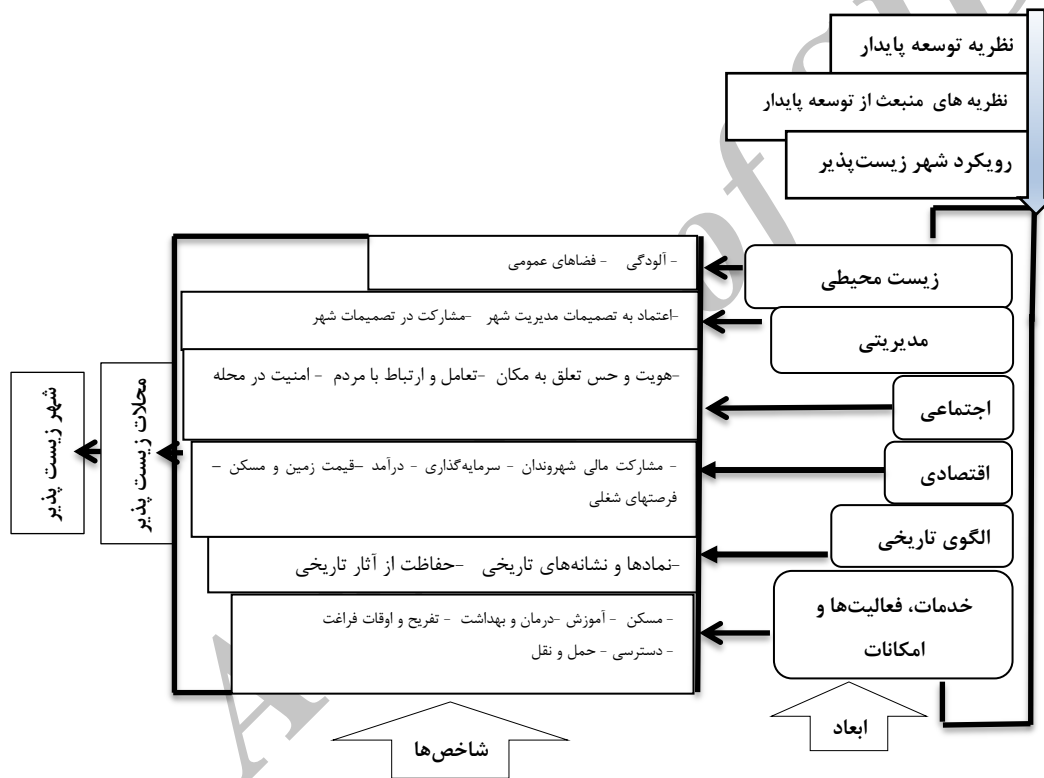 نظریه توسعه پایدار
نظریه های منبعث از توسعه پایدار
رویکرد شهر زیست‌پذیر
زیست محیطی
- آلودگی - فضاهای عمومی
مدیریتی
-اعتماد به تصمیمات مدیریت شهر -مشارکت در تصمیمات شهر
اجتماعی
-هویت و حس تعلق به مکان -تعامل و ارتباط با مردم - امنیت در محله
اقتصادی
- مشارکت مالی شهروندان - سرمایه‌گذاری - درآمد –قیمت زمین و مسکن –
فرصتهای شغلی
الگوی تاریخی
-نمادها و نشانه‌های تاریخی -حفاظت از آثار تاریخی
خدمات، فعالیت‌ها و
امکانات
- مسکن - آموزش -درمان و بهداشت - تفریح و اوقات فراغت
- دسترسی - حمل و نقل
محلات زیست پذیر
شهر زیست پذیر
ابعاد
شاخص‌ها